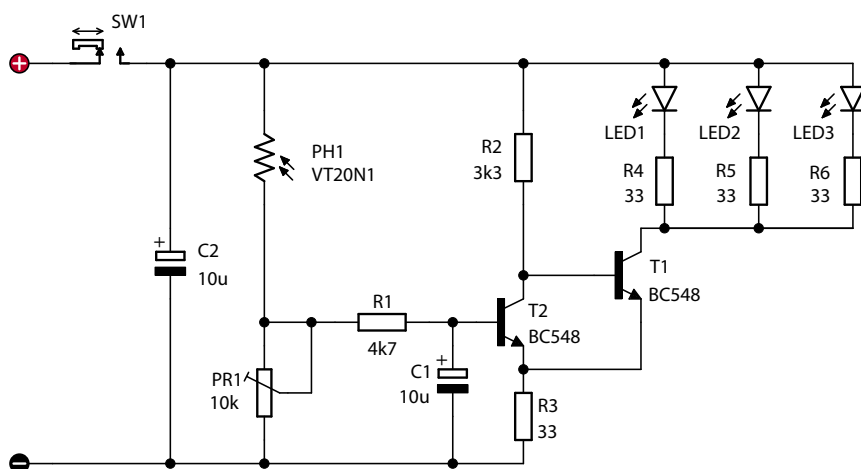 SW1
+
PH1
VT20N1
R2
3k3
LED1
LED2
LED3
R4
33
R5
33
R6
33
+
C2
10u
R1
4k7
T1
BC548
T2
BC548
PR1
10k
+
C1
10u
R3
33
−